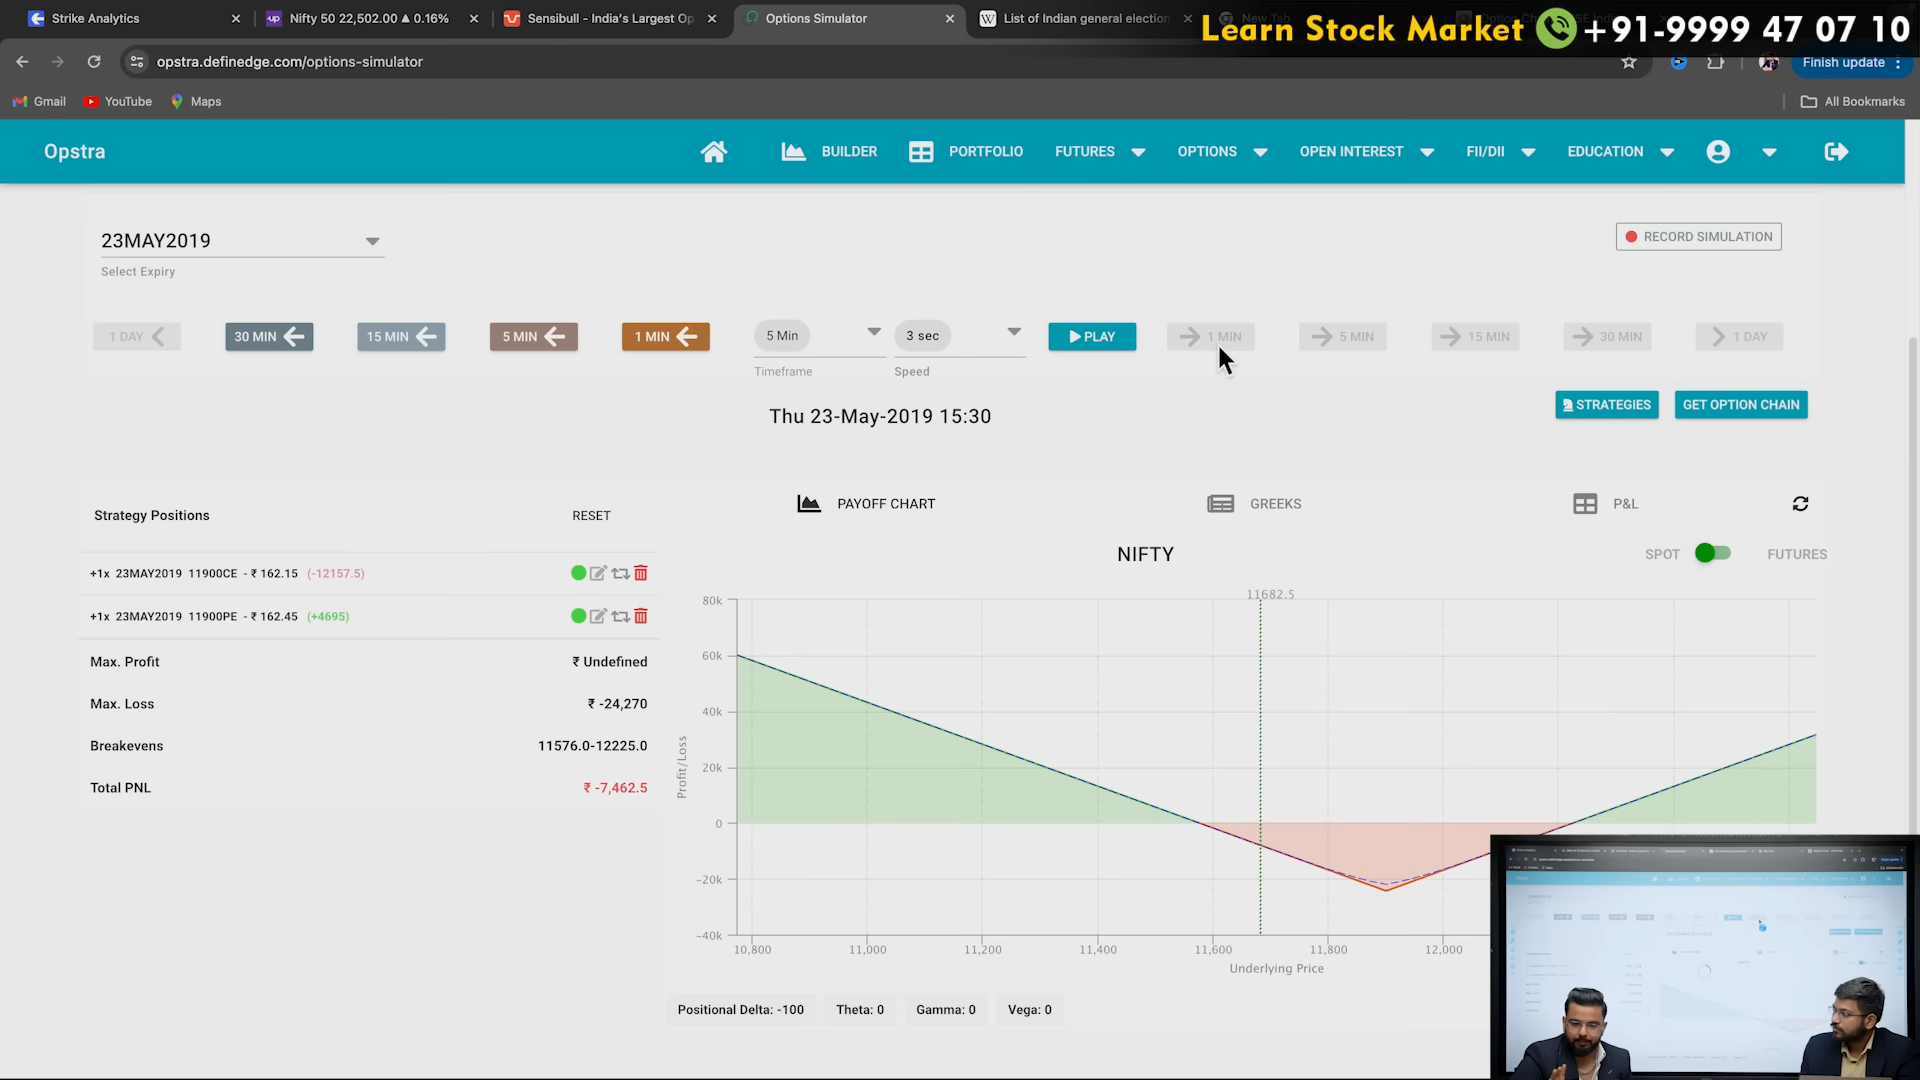 Strike Analytics
Nifty 50 22,502.00 ▲ 0.16%
Sensibull - India's Largest Op
Options Simulator
List of Indian general election
New Tab
Learn Stock Market +91-9999 47 07 10
opstra.definedge.com/options-simulator
Finish update
Gmail
YouTube
Maps
All Bookmarks
Opstra
BUILDER
PORTFOLIO
FUTURES
OPTIONS
OPEN INTEREST
FII/DII
EDUCATION
23MAY2019
Select Expiry
RECORD SIMULATION
1 DAY
30 MIN
15 MIN
5 MIN
1 MIN
5 Min
Timeframe
3 sec
Speed
PLAY
1 MIN
5 MIN
15 MIN
30 MIN
1 DAY
Thu 23-May-2019 15:30
STRATEGIES
GET OPTION CHAIN
Strategy Positions
RESET
+1x 23MAY2019 11900CE - ₹ 162.15 (-12157.5)
+1x 23MAY2019 11900PE - ₹ 162.45 (+4695)
Max. Profit ₹ Undefined
Max. Loss ₹ -24,270
Breakevens 11576.0-12225.0
Total PNL ₹ -7,462.5
PAYOFF CHART
GREEKS
P&L
NIFTY
SPOT
FUTURES
11682.5
80k
60k
40k
20k
0
−20k
−40k
Profit/Loss
10,800
11,000
11,200
11,400
11,600
11,800
12,000
Underlying Price
Positional Delta: -100
Theta: 0
Gamma: 0
Vega: 0